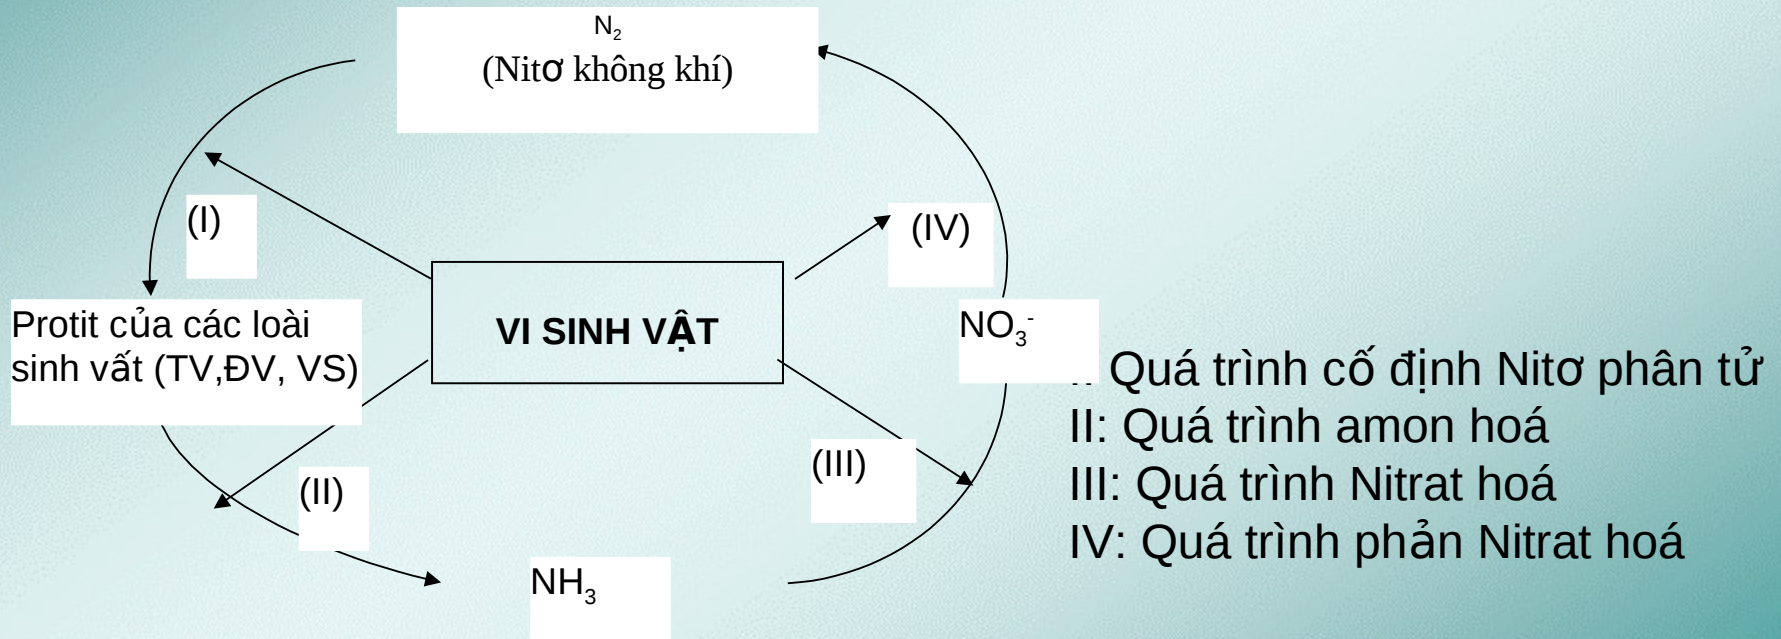 N₂
(Nitơ không khí)
(I)
(IV)
VI SINH VẬT
Protit của các loài
sinh vất (TV,ĐV, VS)
NO₃⁻
Quá trình cố định Nitơ phân tử
II: Quá trình amon hoá
(III)
III: Quá trình Nitrat hoá
(II)
IV: Quá trình phản Nitrat hoá
NH₃